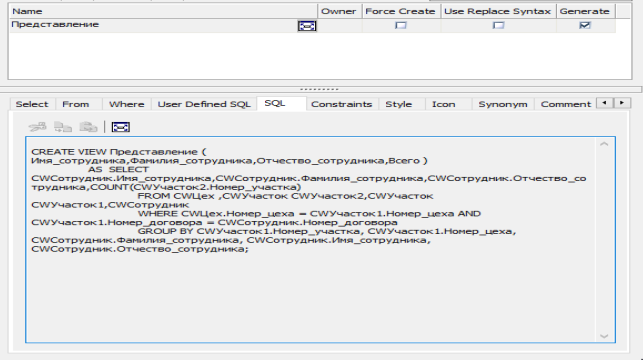 Name Owner Force Create Use Replace Syntax Generate
Представление
Select From Where User Defined SQL SQL Constraints Style Icon Synonym Comment
CREATE VIEW Представление (
Имя_сотрудника,Фамилия_сотрудника,Отчество_сотрудника,Всего )
AS SELECT
CWСотрудник.Имя_сотрудника,CWСотрудник.Фамилия_сотрудника,CWСотрудник.Отчество_со
трудника,COUNT(CWУчасток2.Номер_участка)
FROM CWЦех ,CWУчасток CWУчасток2,CWУчасток
CWУчасток1,CWСотрудник
WHERE CWЦех.Номер_цеха = CWУчасток1.Номер_цеха AND
CWУчасток1.Номер_договора = CWСотрудник.Номер_договора
GROUP BY CWУчасток1.Номер_участка, CWУчасток1.Номер_цеха,
CWСотрудник.Фамилия_сотрудника, CWСотрудник.Имя_сотрудника,
CWСотрудник.Отчество_сотрудника;